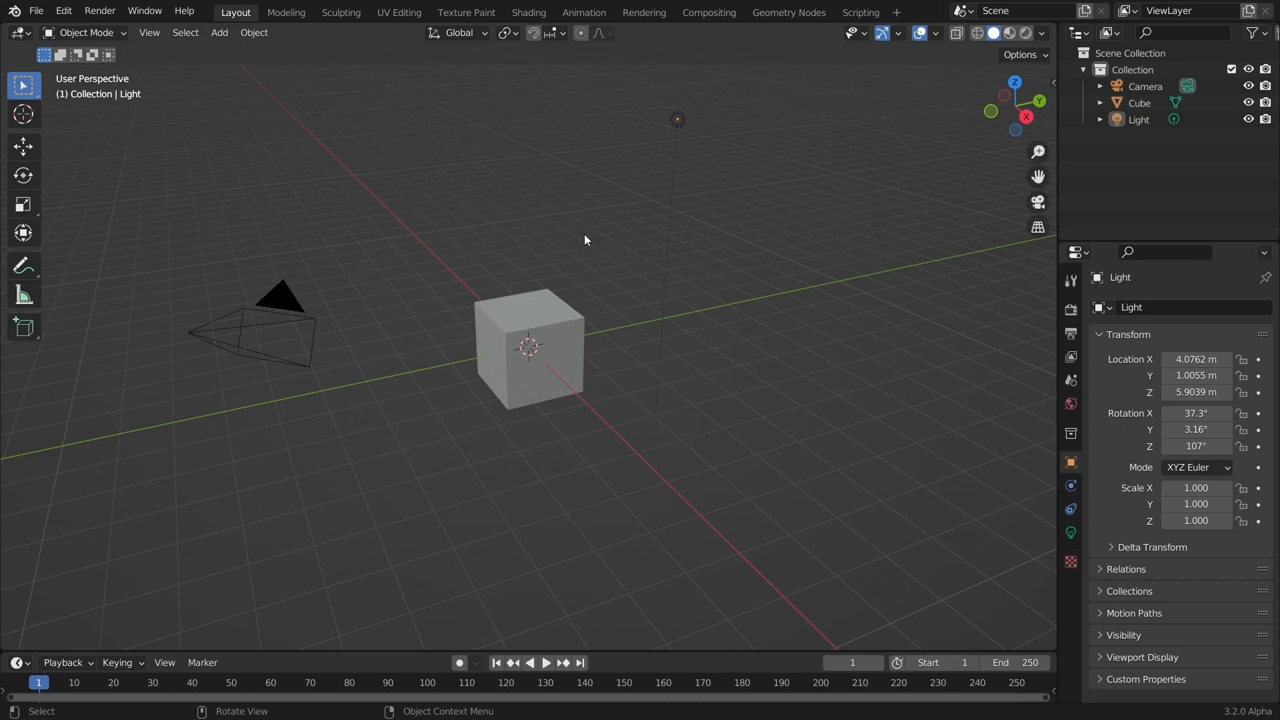 File Edit Render Window Help Layout Modeling Sculpting UV Editing Texture Paint Shading Animation Rendering Compositing Geometry Nodes Scripting + Scene ViewLayer
Object Mode View Select Add Object Global
Options
User Perspective
(1) Collection | Light
Z
Y
X
Scene Collection
Collection
Camera
Cube
Light
Light
Light
Transform
Location X 4.0762 m
Y 1.0055 m
Z 5.9039 m
Rotation X 37.3°
Y 3.16°
Z 107°
Mode XYZ Euler
Scale X 1.000
Y 1.000
Z 1.000
Delta Transform
Relations
Collections
Motion Paths
Visibility
Viewport Display
Custom Properties
Playback Keying View Marker 1 Start 1 End 250
1 10 20 30 40 50 60 70 80 90 100 110 120 130 140 150 160 170 180 190 200 210 220 230 240 250
Select Rotate View Object Context Menu 3.2.0 Alpha